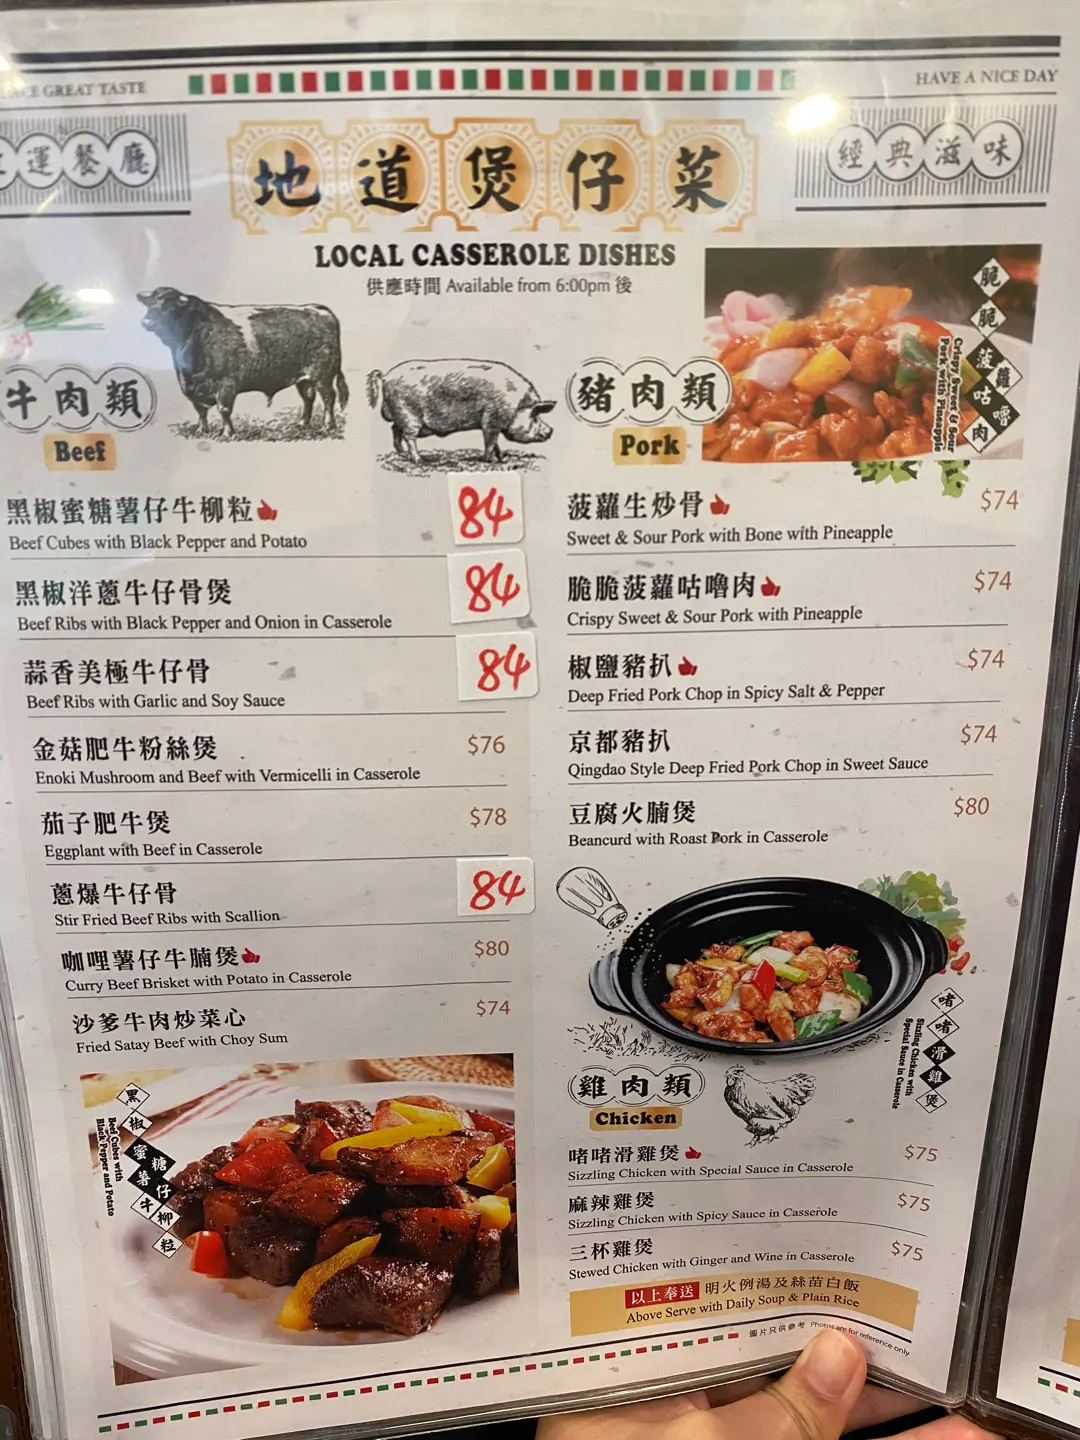 GREAT TASTE
HAVE A NICE DAY
運餐廳
地道煲仔菜
經典滋味
LOCAL CASSEROLE DISHES
供應時間 Available from 6:00pm 後
牛肉類
Beef
黑椒蜜糖薯仔牛柳粒 84
Beef Cubes with Black Pepper and Potato
黑椒洋蔥牛仔骨煲 84
Beef Ribs with Black Pepper and Onion in Casserole
蒜香美極牛仔骨 84
Beef Ribs with Garlic and Soy Sauce
金菇肥牛粉絲煲 $76
Enoki Mushroom and Beef with Vermicelli in Casserole
茄子肥牛煲 $78
Eggplant with Beef in Casserole
蔥爆牛仔骨 84
Stir Fried Beef Ribs with Scallion
咖哩薯仔牛腩煲 $80
Curry Beef Brisket with Potato in Casserole
沙爹牛肉炒菜心 $74
Fried Satay Beef with Choy Sum
黑椒蜜糖薯仔牛柳粒
Beef Cubes with
Black Pepper and Potato
豬肉類
Pork
脆脆菠蘿咕嚕肉
Crispy Sweet & Sour
Pork with Pineapple
菠蘿生炒骨 $74
Sweet & Sour Pork with Bone with Pineapple
脆脆菠蘿咕嚕肉 $74
Crispy Sweet & Sour Pork with Pineapple
椒鹽豬扒 $74
Deep Fried Pork Chop in Spicy Salt & Pepper
京都豬扒 $74
Qingdao Style Deep Fried Pork Chop in Sweet Sauce
豆腐火腩煲 $80
Beancurd with Roast Pork in Casserole
啫啫滑雞煲
Sizzling Chicken with
Special Sauce in Casserole
雞肉類
Chicken
啫啫滑雞煲 $75
Sizzling Chicken with Special Sauce in Casserole
麻辣雞煲 $75
Sizzling Chicken with Spicy Sauce in Casserole
三杯雞煲 $75
Stewed Chicken with Ginger and Wine in Casserole
以上奉送 明火例湯及絲苗白飯
Above Serve with Daily Soup & Plain Rice
圖片只供參考 Photos are for reference only